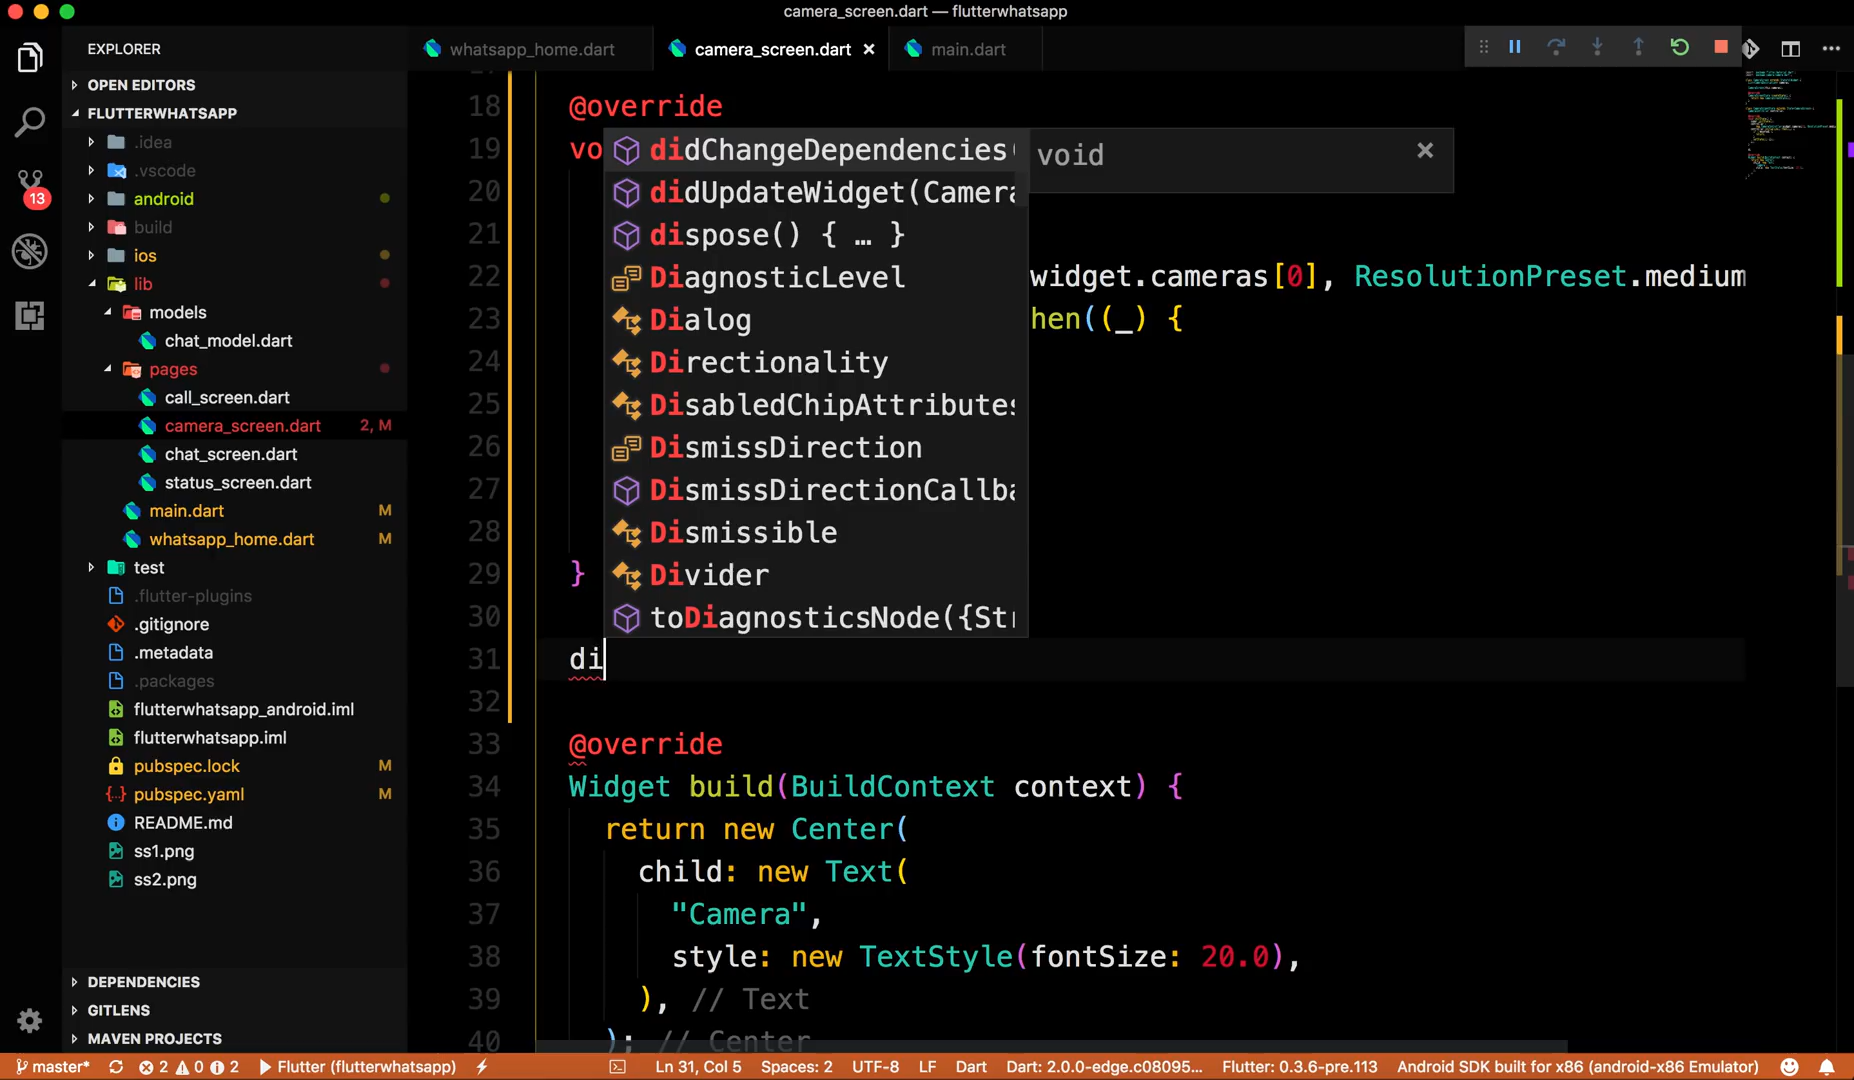 camera_screen.dart — flutterwhatsapp
EXPLORER
whatsapp_home.dart
camera_screen.dart
main.dart
OPEN EDITORS
FLUTTERWHATSAPP
.idea
.vscode
android
build
ios
lib
models
chat_model.dart
pages
call_screen.dart
camera_screen.dart 2, M
chat_screen.dart
status_screen.dart
main.dart M
whatsapp_home.dart M
test
.flutter-plugins
.gitignore
.metadata
.packages
flutterwhatsapp_android.iml
flutterwhatsapp.iml
pubspec.lock M
pubspec.yaml M
README.md
ss1.png
ss2.png
DEPENDENCIES
GITLENS
MAVEN PROJECTS
13
18 @override
19 vo
20
21
22 widget.cameras[0], ResolutionPreset.medium
23 hen((_) {
24
25
26
27
28
29 }
30
31 di
32
33 @override
34 Widget build(BuildContext context) {
35 return new Center(
36 child: new Text(
37 "Camera",
38 style: new TextStyle(fontSize: 20.0),
39 ), // Text
40 ); // Center
didChangeDependencies(
didUpdateWidget(Camera
dispose() { … }
DiagnosticLevel
Dialog
Directionality
DisabledChipAttributes
DismissDirection
DismissDirectionCallba
Dismissible
Divider
toDiagnosticsNode({Str
void
master* 2 0 2 Flutter (flutterwhatsapp) Ln 31, Col 5 Spaces: 2 UTF-8 LF Dart Dart: 2.0.0-edge.c08095... Flutter: 0.3.6-pre.113 Android SDK built for x86 (android-x86 Emulator)